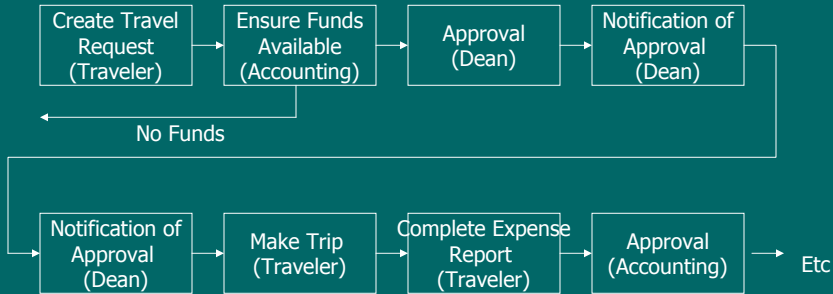 Create Travel
Request
(Traveler)
Ensure Funds
Available
(Accounting)
Approval
(Dean)
Notification of
Approval
(Dean)
No Funds
Notification of
Approval
(Dean)
Make Trip
(Traveler)
Complete Expense
Report
(Traveler)
Approval
(Accounting)
Etc